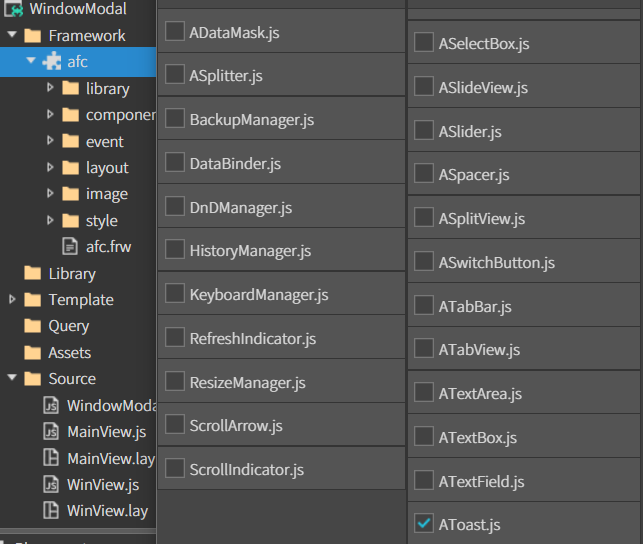 WindowModal
Framework
afc
library
componen
event
layout
image
style
afc.frw
Library
Template
Query
Assets
Source
WindowModa
MainView.js
MainView.lay
WinView.js
WinView.lay
ADataMask.js
ASplitter.js
BackupManager.js
DataBinder.js
DnDManager.js
HistoryManager.js
KeyboardManager.js
RefreshIndicator.js
ResizeManager.js
ScrollArrow.js
ScrollIndicator.js
ASelectBox.js
ASlideView.js
ASlider.js
ASpacer.js
ASplitView.js
ASwitchButton.js
ATabBar.js
ATabView.js
ATextArea.js
ATextBox.js
ATextField.js
AToast.js